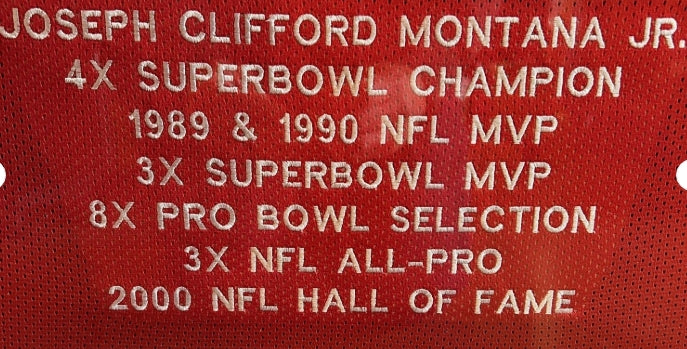 JOSEPH CLIFFORD MONTANA JR.
4X SUPERBOWL CHAMPION
1989 & 1990 NFL MVP
3X SUPERBOWL MVP
8X PRO BOWL SELECTION
3X NFL ALL-PRO
2000 NFL HALL OF FAME